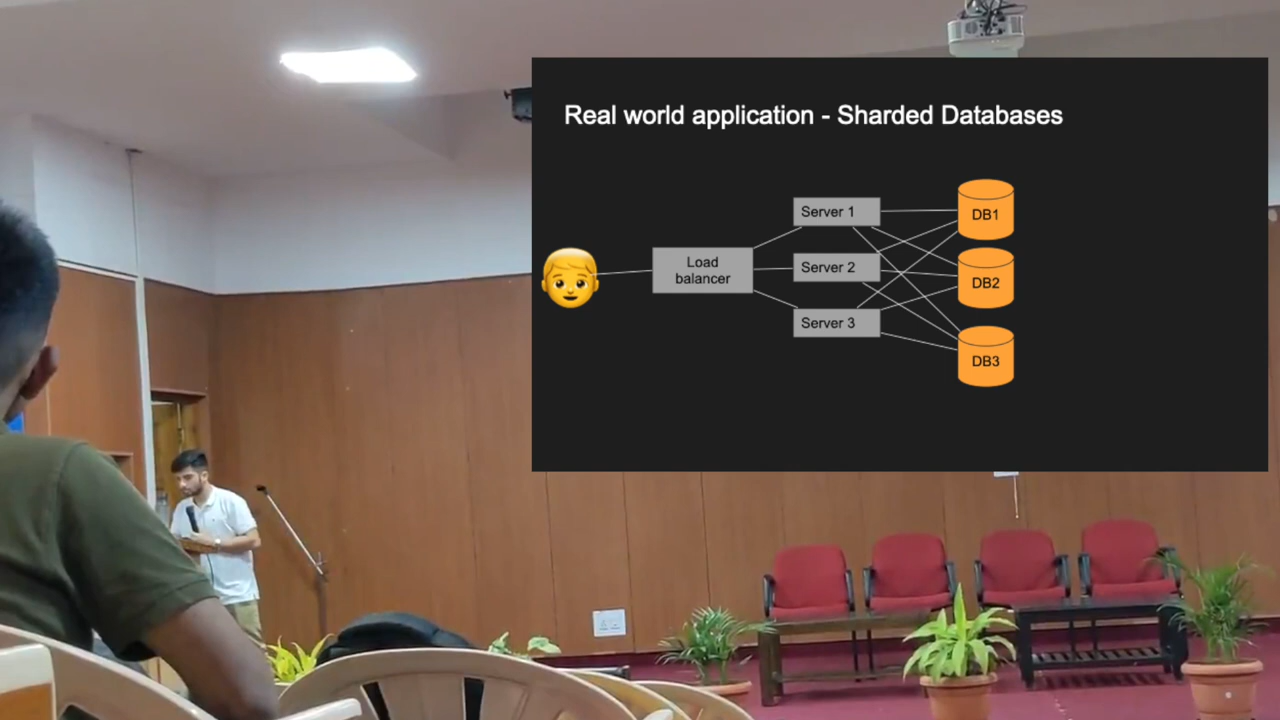 Real world application - Sharded Databases
Server 1
DB1
Load
balancer
Server 2
DB2
Server 3
DB3